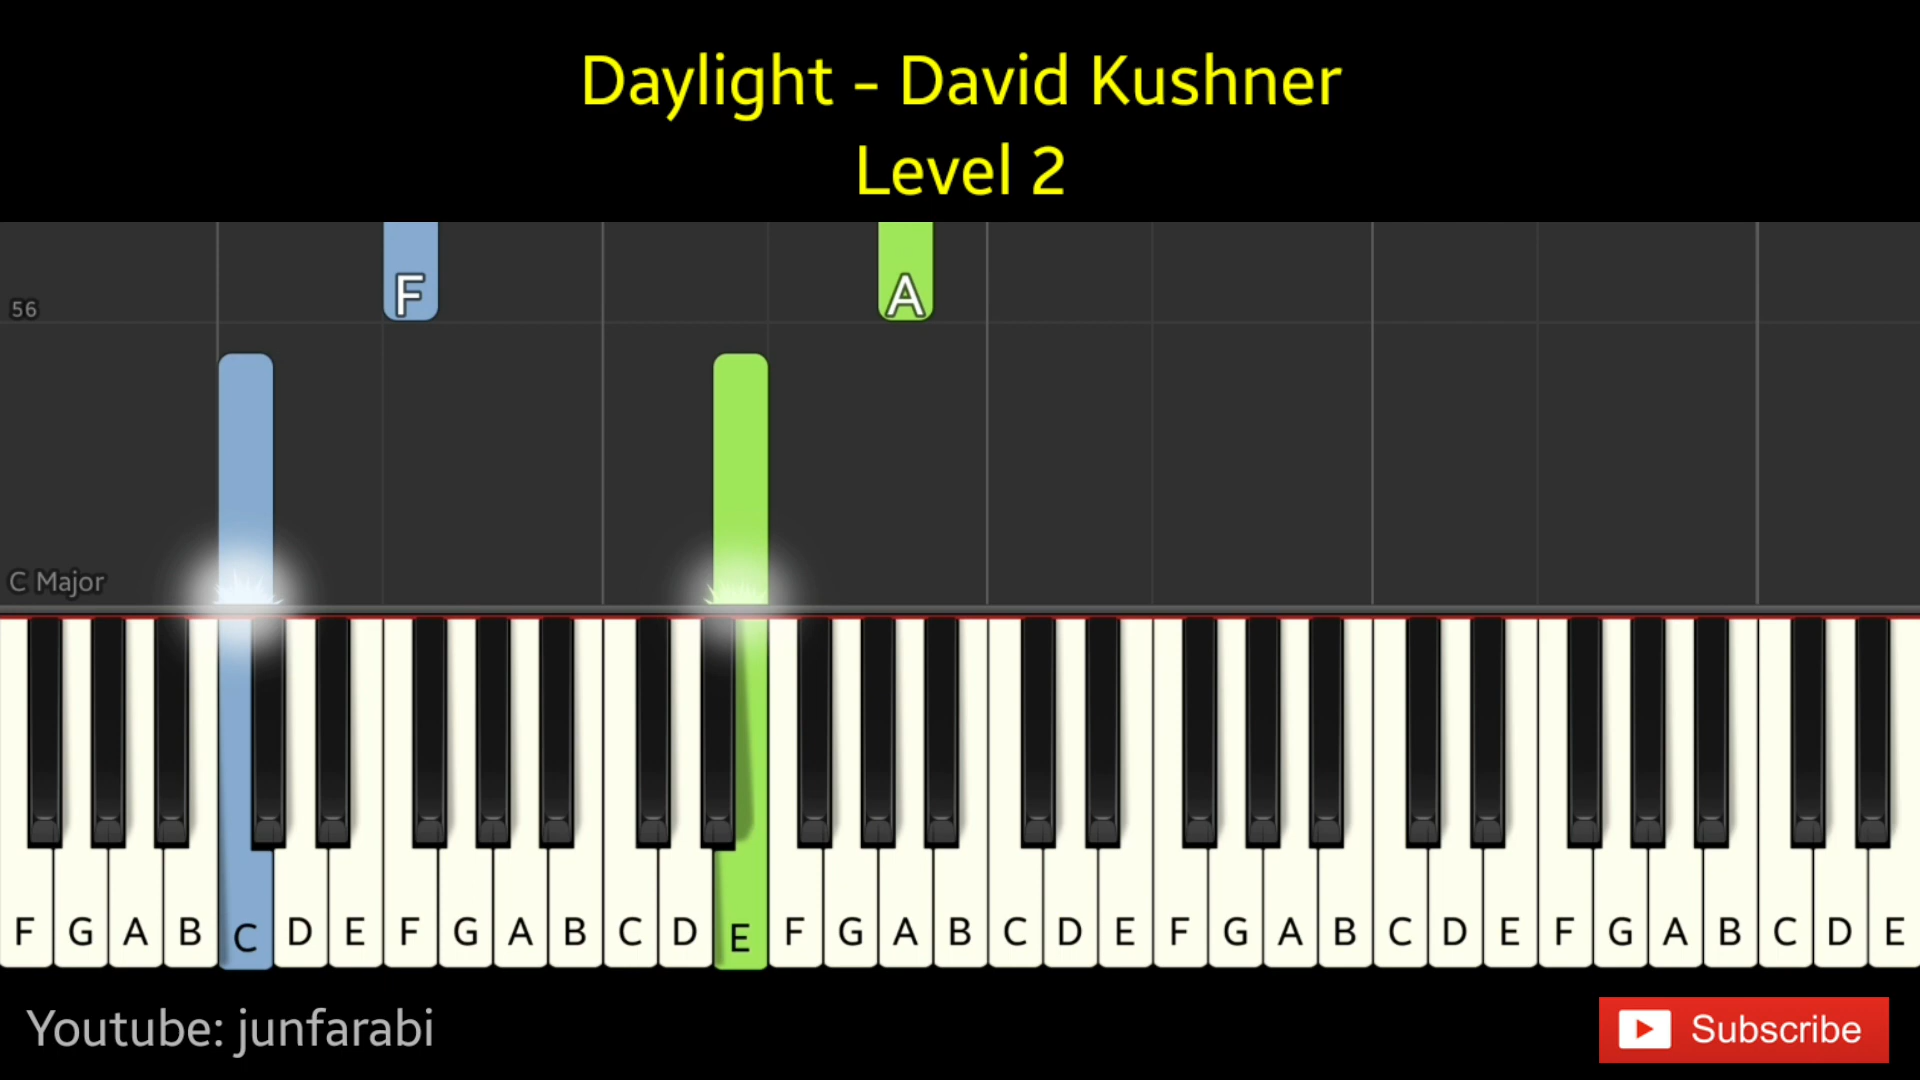 Daylight - David Kushner
Level 2
F A
56
C Major
F G A B C D E F G A B C D E F G A B C D E F G A B C D E F G A B C D E
Youtube: junfarabi
Subscribe